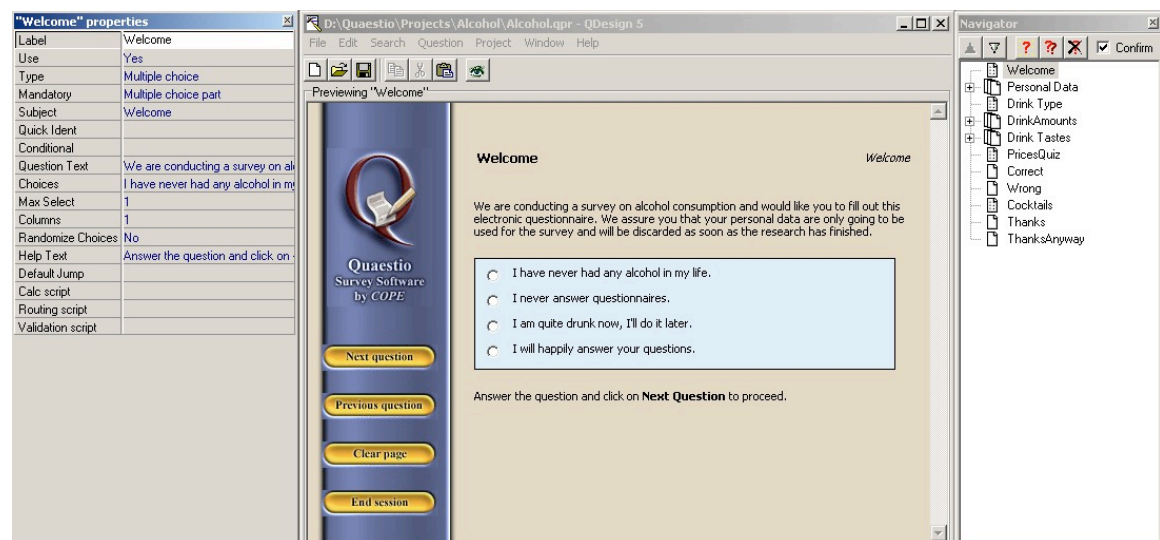 "Welcome" properties
Label Welcome
Use Yes
Type Multiple choice
Mandatory Multiple choice part
Subject Welcome
Quick Ident
Conditional
Question Text We are conducting a survey on al
Choices I have never had any alcohol in my
Max Select 1
Columns 1
Randomize Choices No
Help Text Answer the question and click on
Default Jump
Calc script
Routing script
Validation script
D:\Quaestio\Projects\Alcohol\Alcohol.qpr - QDesign 5
File Edit Search Question Project Window Help
Previewing "Welcome"
Quaestio
Survey Software
by COPE
Next question
Previous question
Clear page
End session
Welcome Welcome
We are conducting a survey on alcohol consumption and would like you to fill out this
electronic questionnaire. We assure you that your personal data are only going to be
used for the survey and will be discarded as soon as the research has finished.
I have never had any alcohol in my life.
I never answer questionnaires.
I am quite drunk now, I'll do it later.
I will happily answer your questions.
Answer the question and click on Next Question to proceed.
Navigator
? ?? Confirm
Welcome
Personal Data
Drink Type
DrinkAmounts
Drink Tastes
PricesQuiz
Correct
Wrong
Cocktails
Thanks
ThanksAnyway